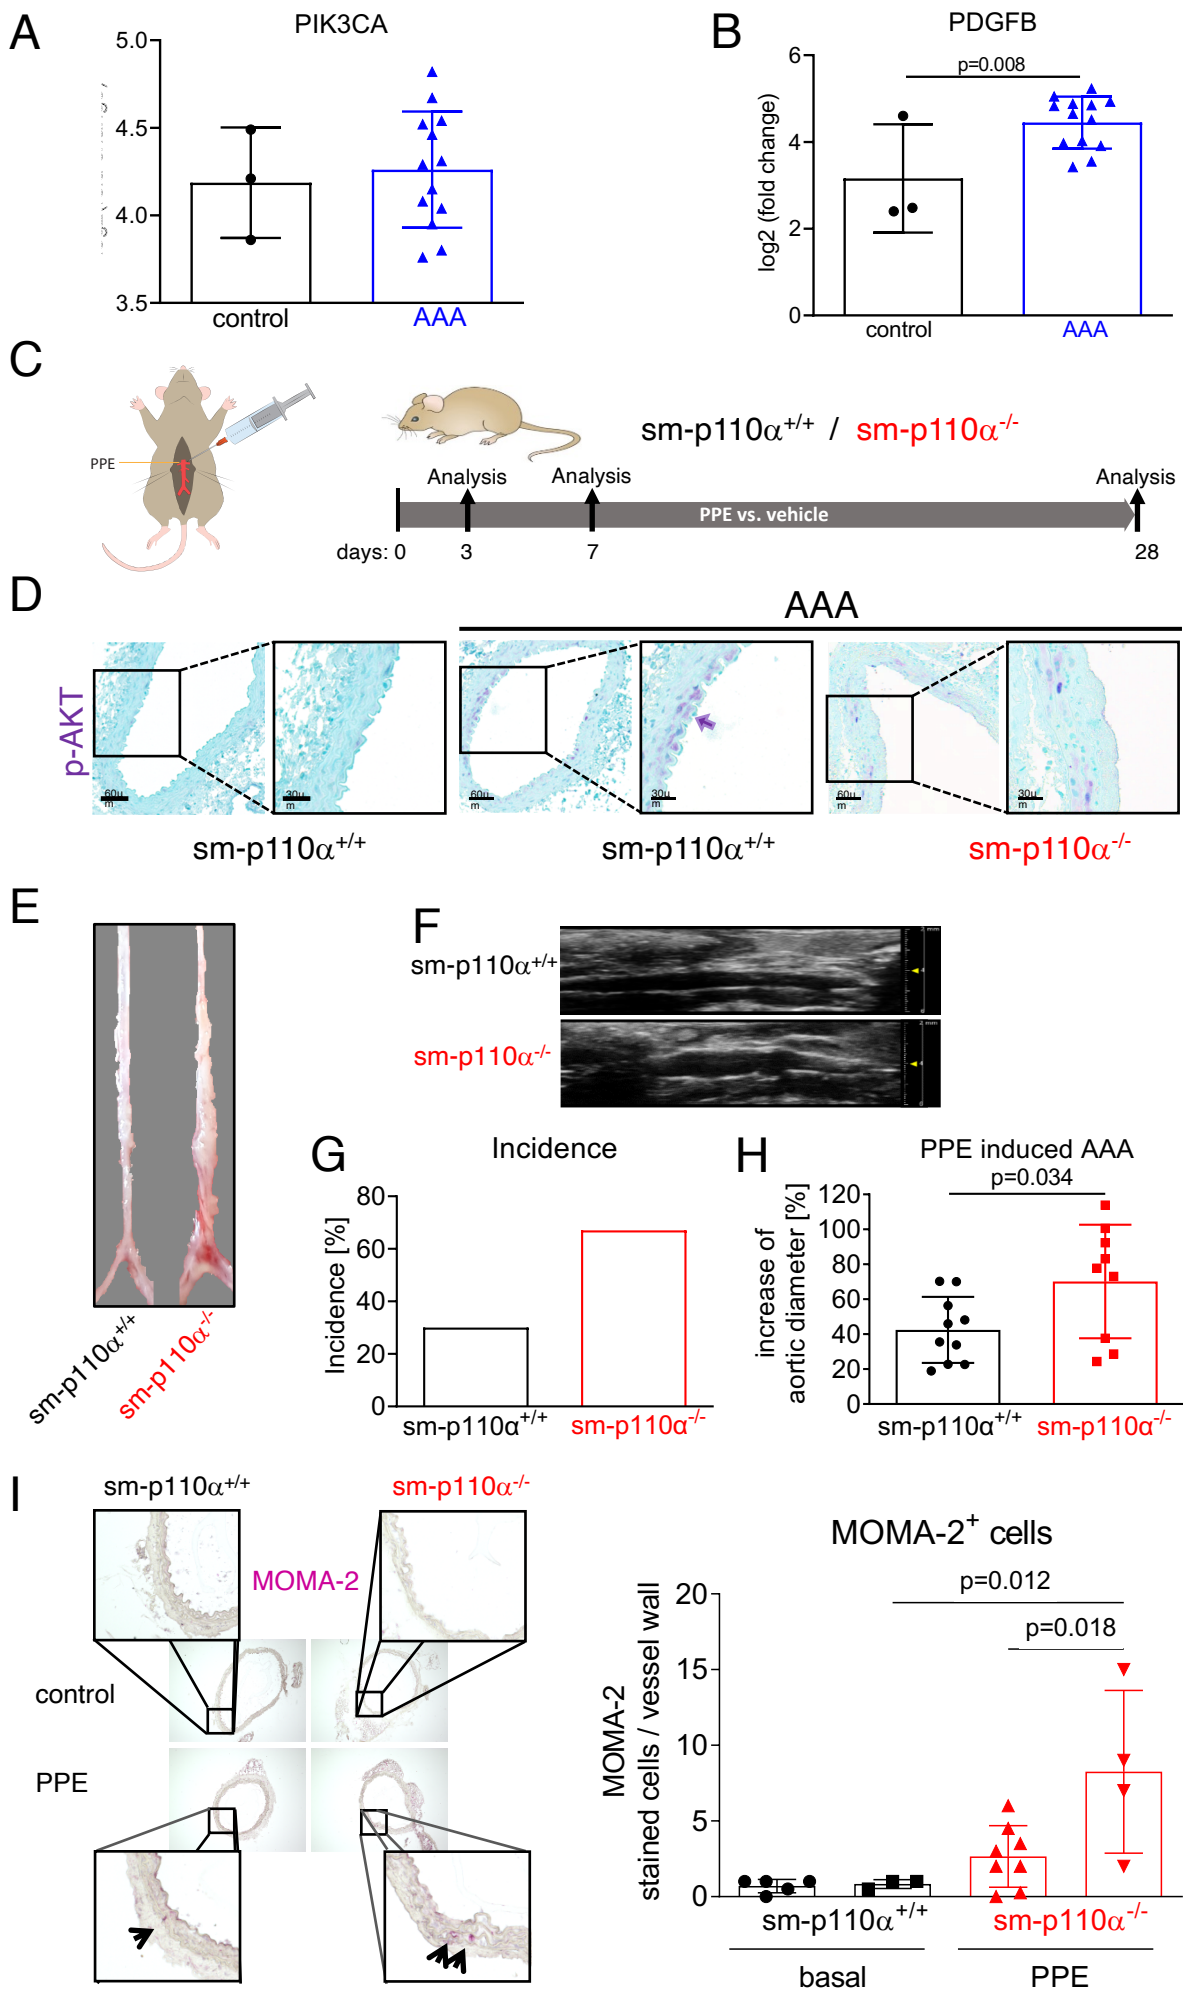 A
PIK3CA
5.0
4.5
4.0
3.5
control
AAA
B
PDGFB
p=0.008
log2 (fold change)
6
4
2
0
control
AAA
C
PPE
sm-p110α+/+ / sm-p110α-/-
Analysis
Analysis
Analysis
PPE vs. vehicle
days: 0
3
7
28
D
AAA
p-AKT
60u
m
30u
m
60u
m
30u
m
60u
m
30u
m
sm-p110α+/+
sm-p110α+/+
sm-p110α-/-
E
sm-p110α+/+
sm-p110α-/-
F
sm-p110α+/+
sm-p110α-/-
G
Incidence
Incidence [%]
80
60
40
20
0
sm-p110α+/+
sm-p110α-/-
H
PPE induced AAA
p=0.034
increase of
aortic diameter [%]
120
100
80
60
40
20
0
sm-p110α+/+
sm-p110α-/-
I
sm-p110α+/+
sm-p110α-/-
MOMA-2
control
PPE
MOMA-2+ cells
p=0.012
p=0.018
MOMA-2
stained cells / vessel wall
20
15
10
5
0
sm-p110α+/+
sm-p110α-/-
basal
PPE